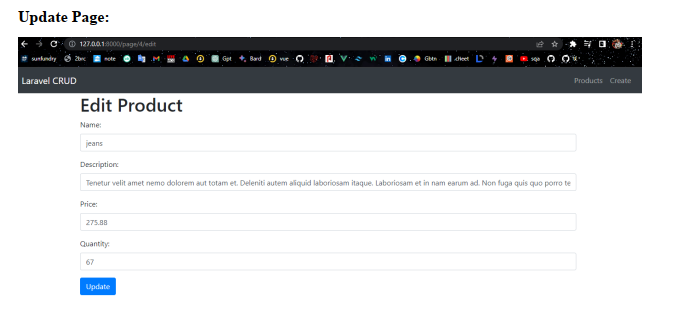 Update Page:
127.0.0.1:8000/page/4/edit
sunfundry 2brc note .M Gpt Bard vue V Gbtn cheet sqa
Laravel CRUD Products Create
Edit Product
Name:
jeans
Description:
Tenetur velit amet nemo dolorem aut totam et. Deleniti autem aliquid laboriosam itaque. Laboriosam et in nam earum ad. Non fuga quis quo porro te
Price:
275.88
Quantity:
67
Update